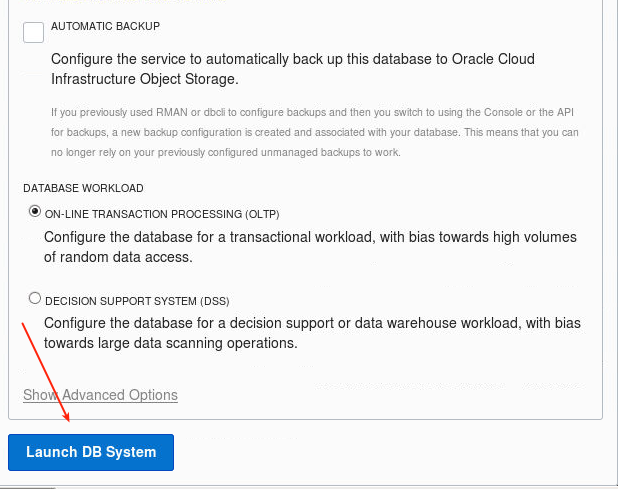 AUTOMATIC BACKUP
Configure the service to automatically back up this database to Oracle Cloud
Infrastructure Object Storage.
If you previously used RMAN or dbcli to configure backups and then you switch to using the Console or the API
for backups, a new backup configuration is created and associated with your database. This means that you can
no longer rely on your previously configured unmanaged backups to work.
DATABASE WORKLOAD
ON-LINE TRANSACTION PROCESSING (OLTP)
Configure the database for a transactional workload, with bias towards high volumes
of random data access.
DECISION SUPPORT SYSTEM (DSS)
Configure the database for a decision support or data warehouse workload, with bias
towards large data scanning operations.
Show Advanced Options
Launch DB System